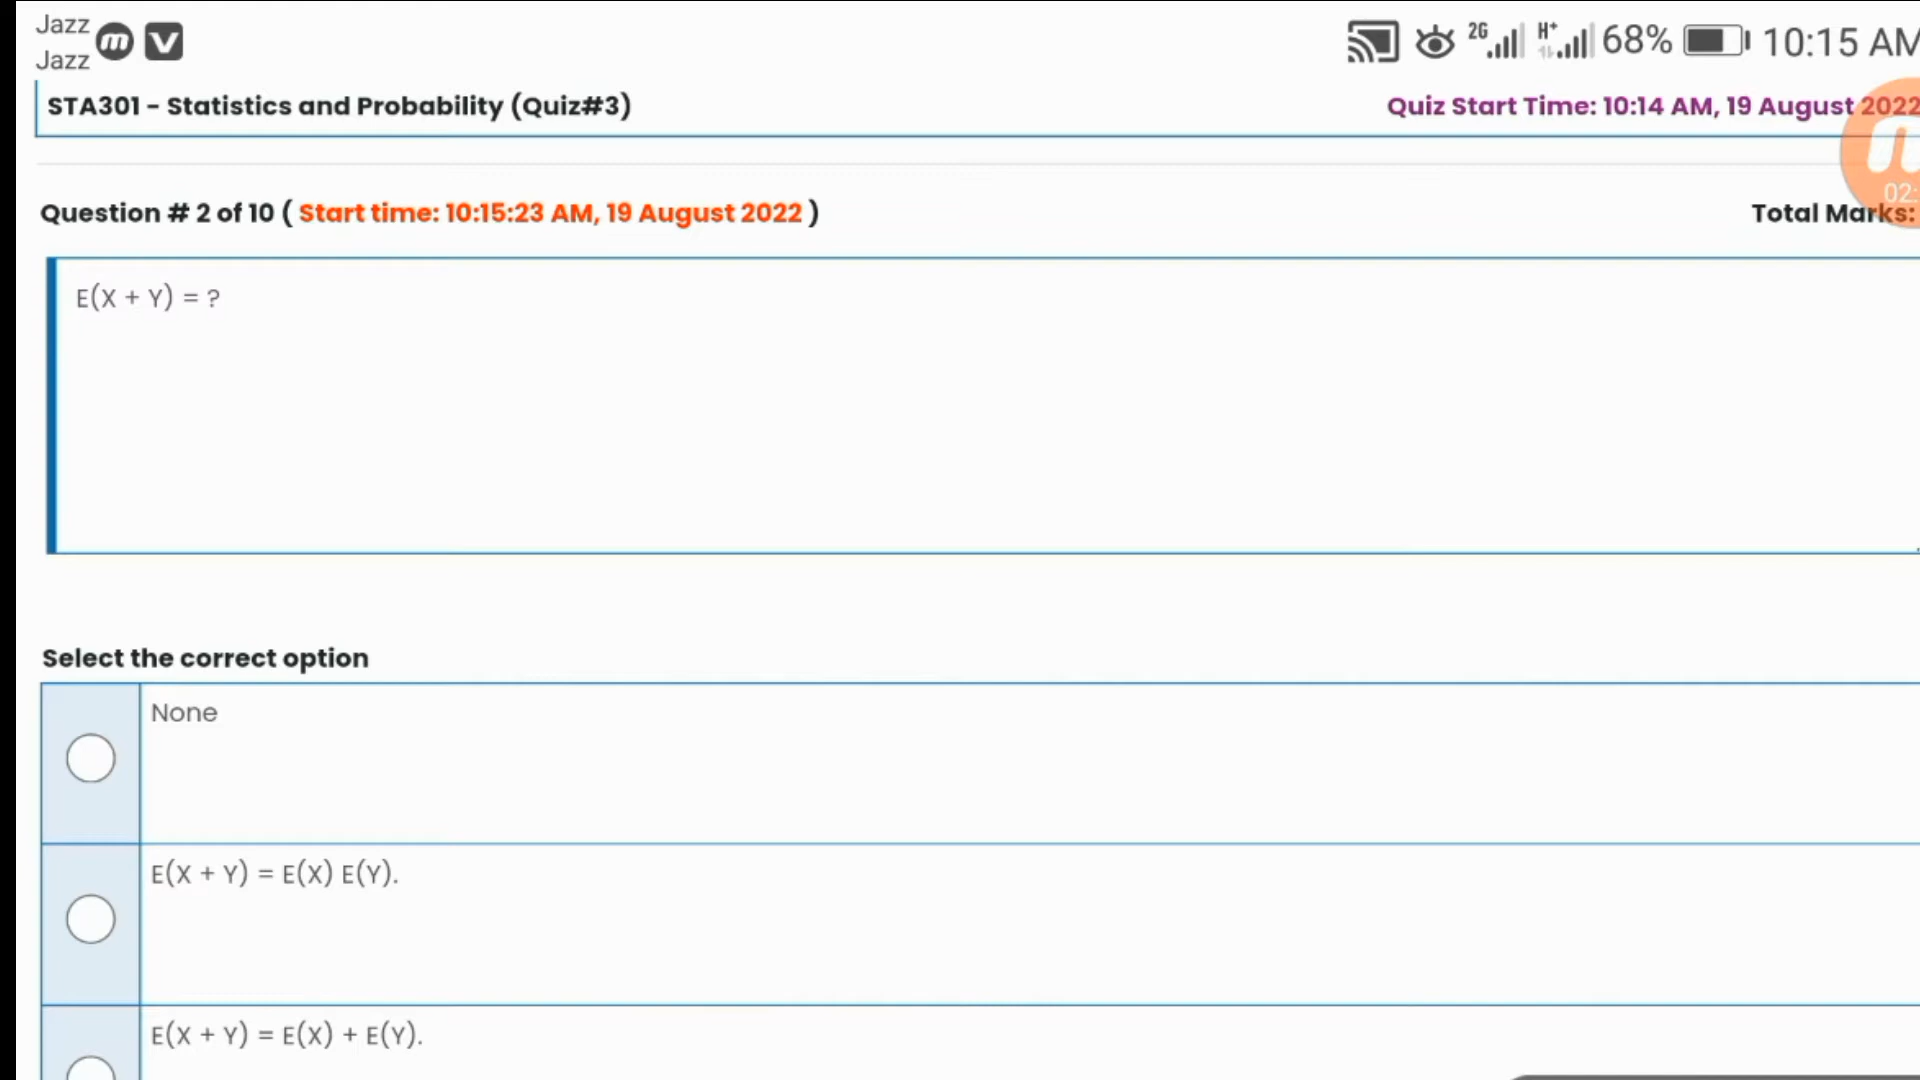 Jazz
Jazz
2G H+ 68% 10:15 AM
STA301 - Statistics and Probability (Quiz#3)
Quiz Start Time: 10:14 AM, 19 August 2022
02:
Question # 2 of 10 ( Start time: 10:15:23 AM, 19 August 2022 )
Total Marks:
E(X + Y) = ?
Select the correct option
None
E(X + Y) = E(X) E(Y).
E(X + Y) = E(X) + E(Y).